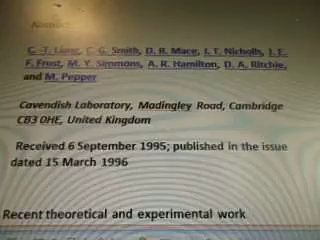 Abstract
C.-T. Liang, C. G. Smith, D. R. Mace, J. T. Nicholls, J. E.
F. Frost, M. Y. Simmons, A. R. Hamilton, D. A. Ritchie,
and M. Pepper
Cavendish Laboratory, Madingley Road, Cambridge
CB3 0HE, United Kingdom
Received 6 September 1995; published in the issue
dated 15 March 1996
Recent theoretical and experimental work